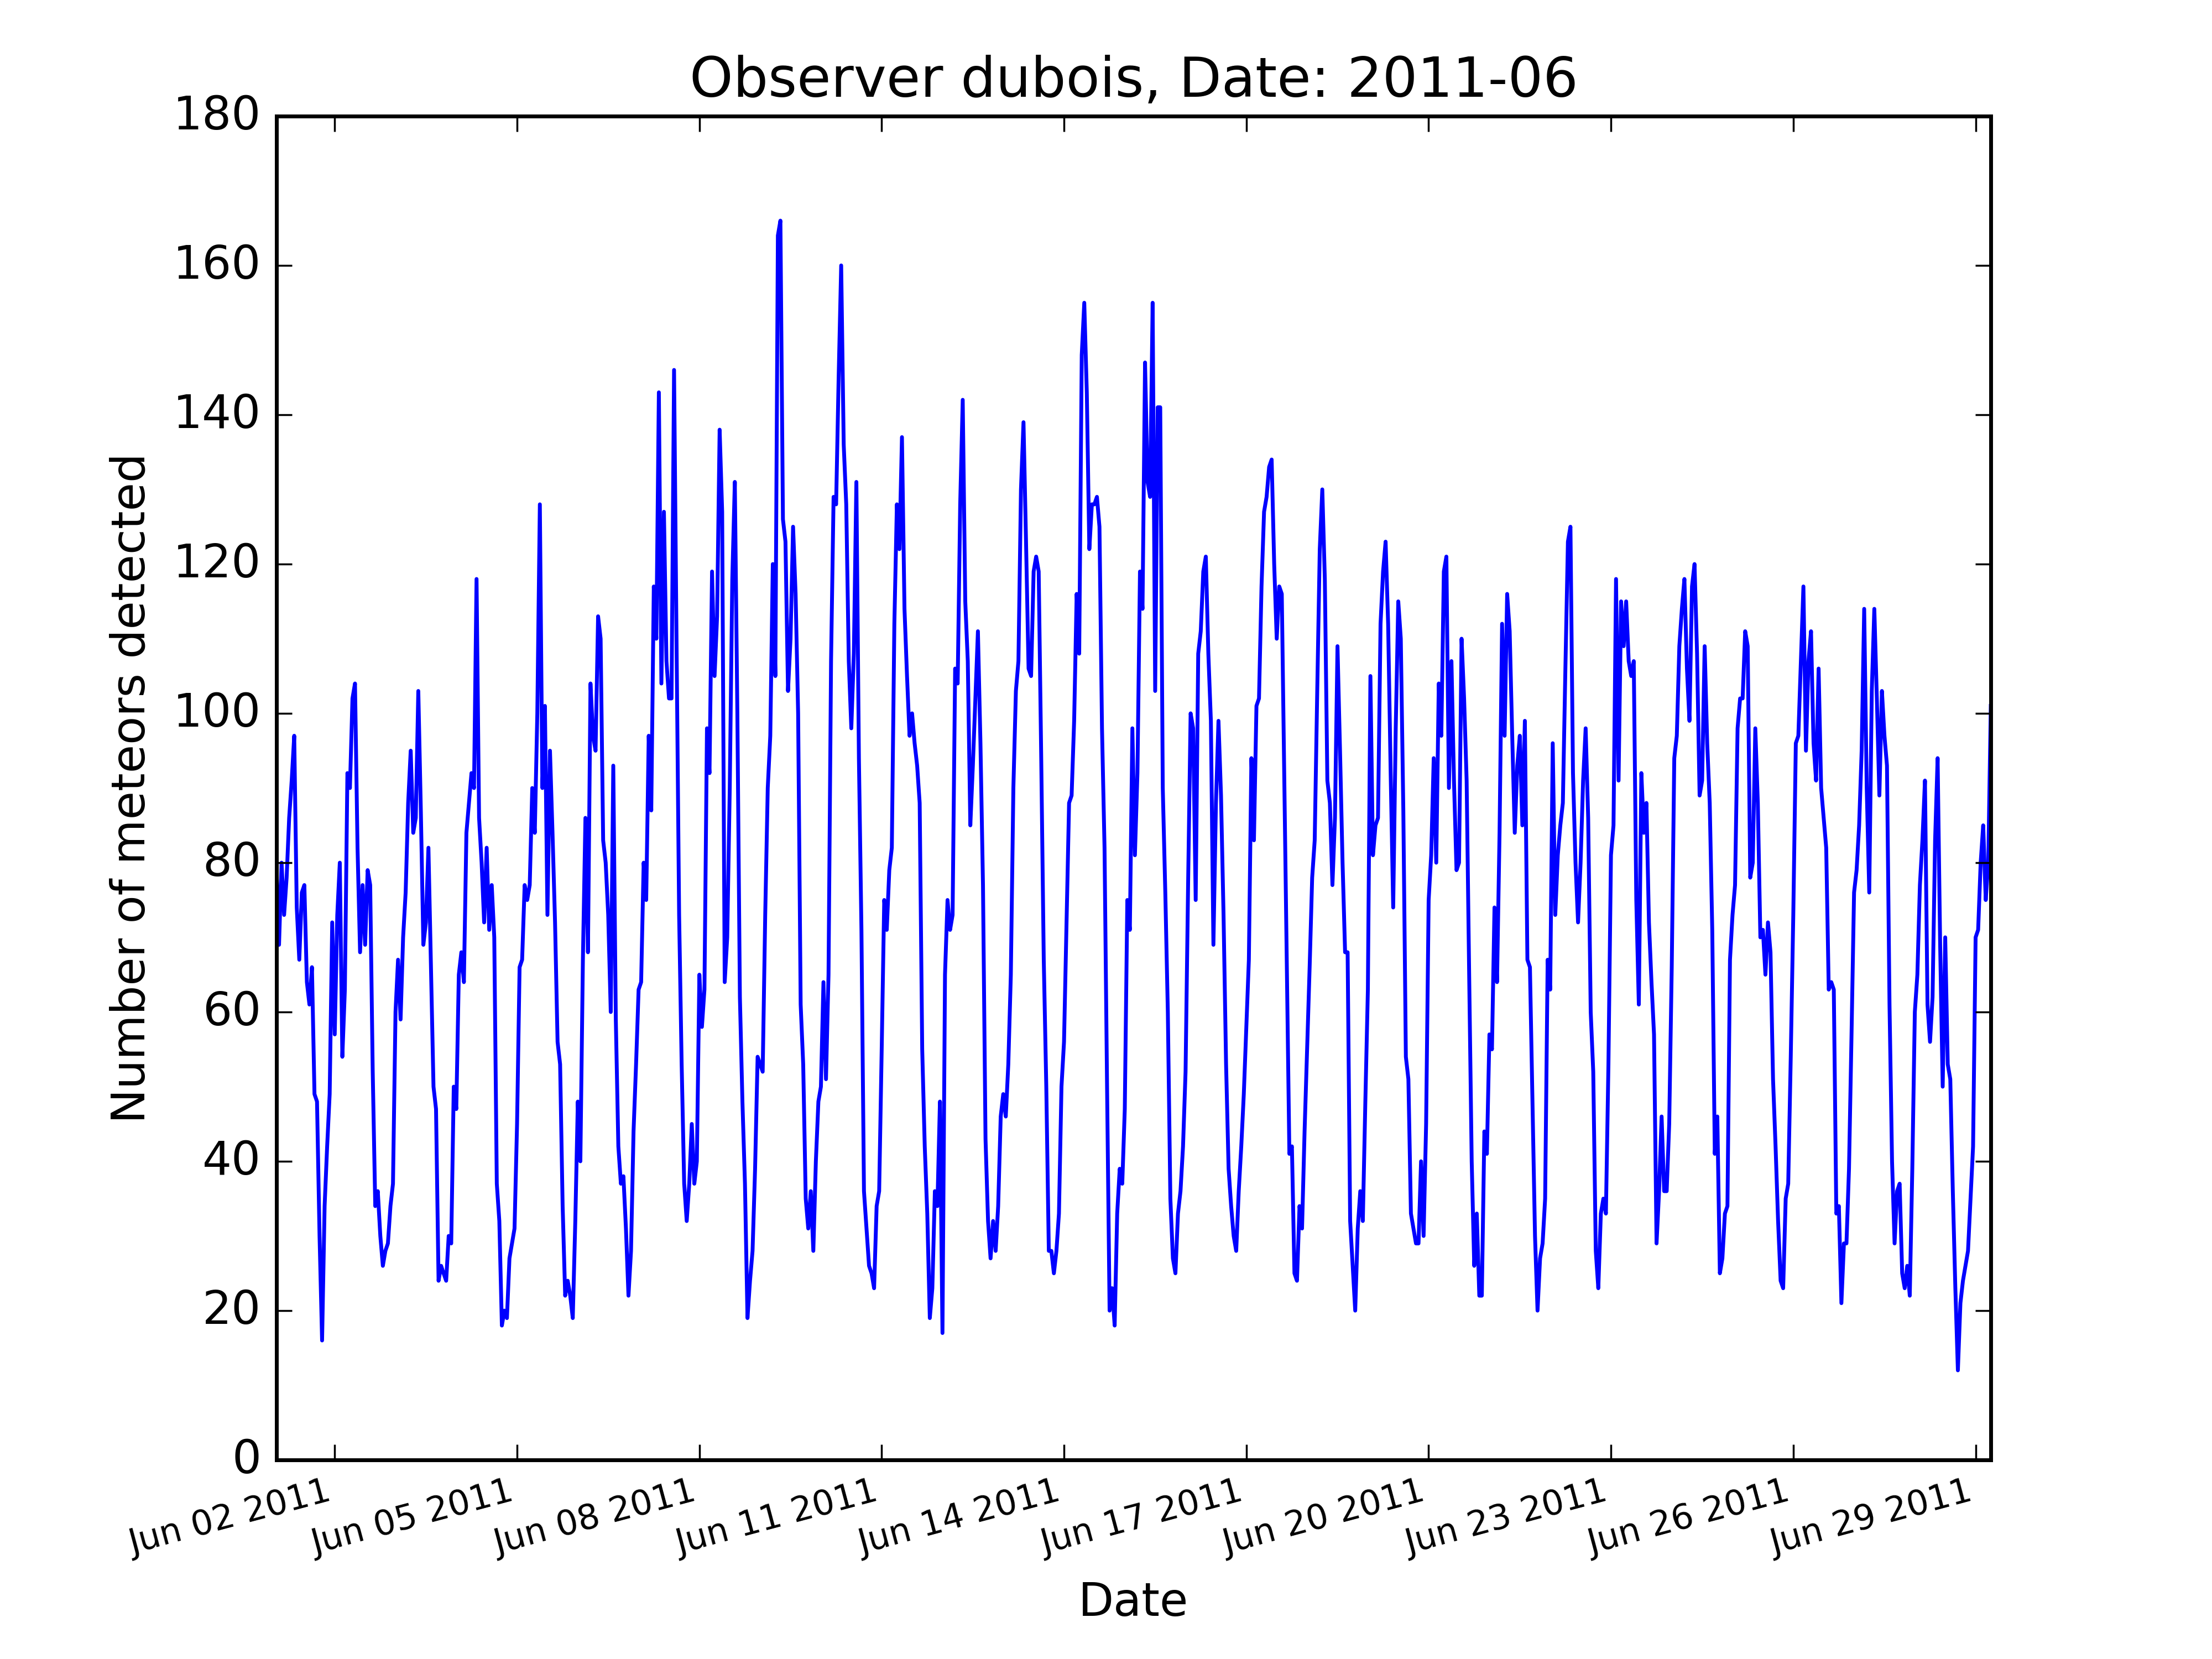 Observer dubois, Date: 2011-06
Number of meteors detected
180
160
140
120
100
80
60
40
20
0
Jun 02 2011
Jun 05 2011
Jun 08 2011
Jun 11 2011
Jun 14 2011
Jun 17 2011
Jun 20 2011
Jun 23 2011
Jun 26 2011
Jun 29 2011
Date